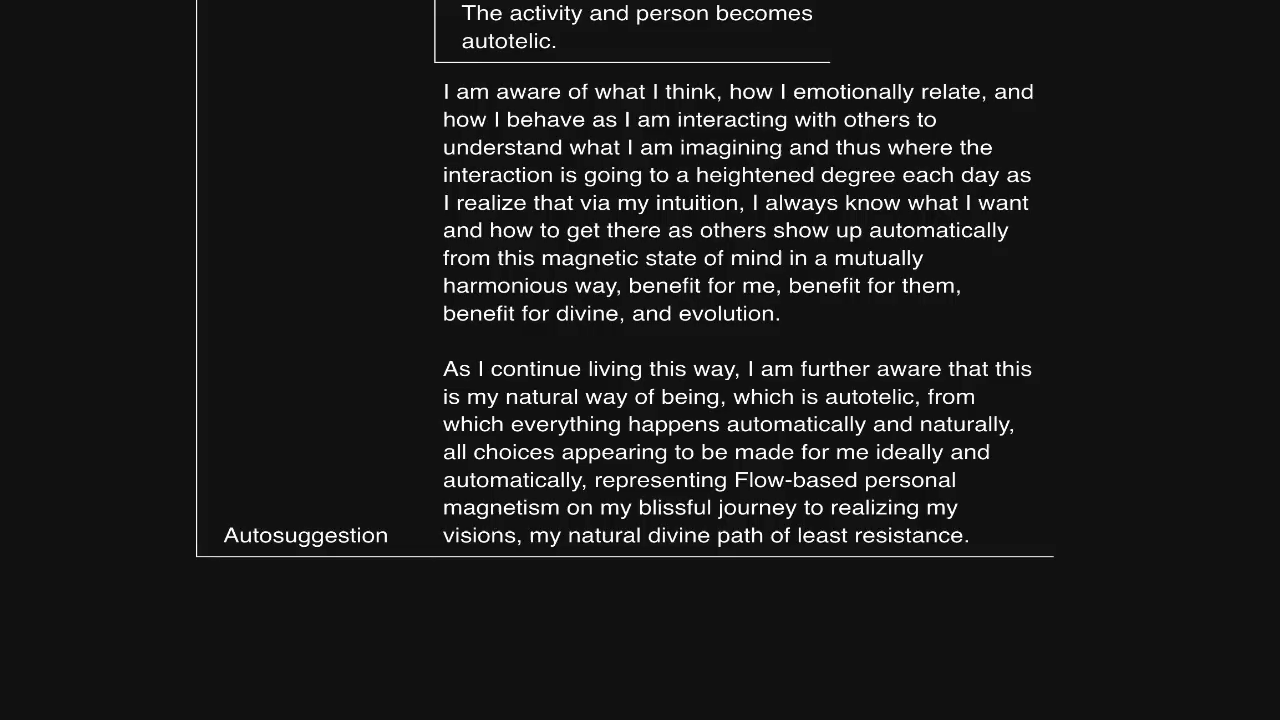 The activity and person becomes
autotelic.
I am aware of what I think, how I emotionally relate, and
how I behave as I am interacting with others to
understand what I am imagining and thus where the
interaction is going to a heightened degree each day as
I realize that via my intuition, I always know what I want
and how to get there as others show up automatically
from this magnetic state of mind in a mutually
harmonious way, benefit for me, benefit for them,
benefit for divine, and evolution.
As I continue living this way, I am further aware that this
is my natural way of being, which is autotelic, from
which everything happens automatically and naturally,
all choices appearing to be made for me ideally and
automatically, representing Flow-based personal
magnetism on my blissful journey to realizing my
Autosuggestion visions, my natural divine path of least resistance.